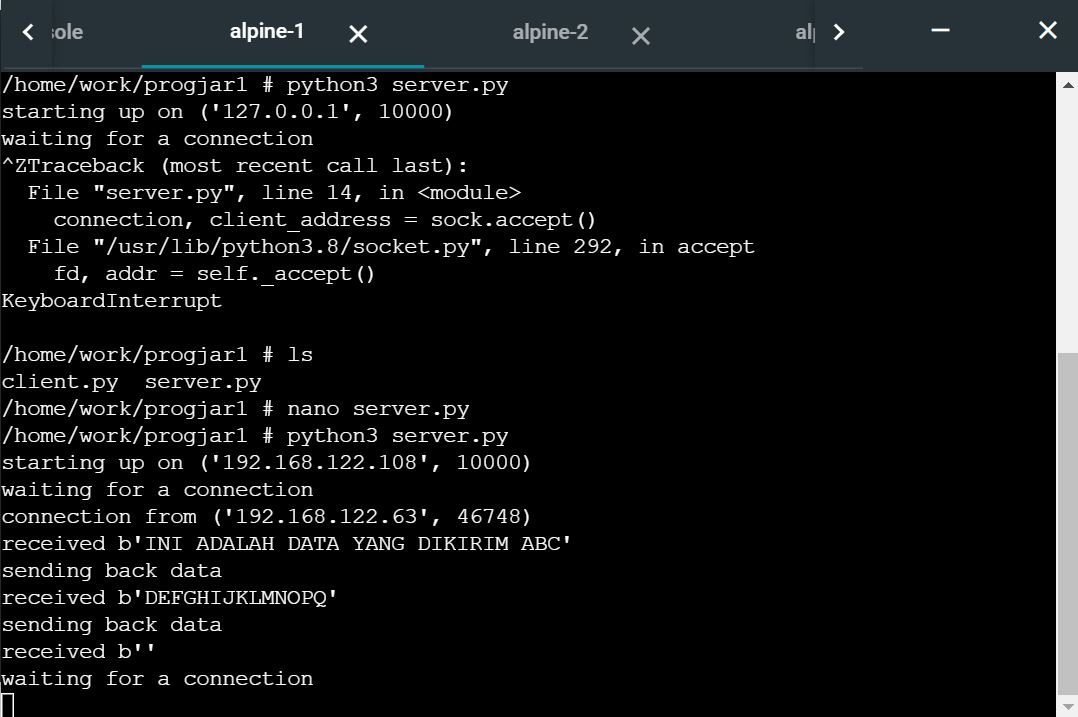 sole alpine-1 alpine-2 alp
/home/work/progjar1 # python3 server.py
starting up on ('127.0.0.1', 10000)
waiting for a connection
^ZTraceback (most recent call last):
  File "server.py", line 14, in <module>
    connection, client_address = sock.accept()
  File "/usr/lib/python3.8/socket.py", line 292, in accept
    fd, addr = self._accept()
KeyboardInterrupt
/home/work/progjar1 # ls
client.py  server.py
/home/work/progjar1 # nano server.py
/home/work/progjar1 # python3 server.py
starting up on ('192.168.122.108', 10000)
waiting for a connection
connection from ('192.168.122.63', 46748)
received b'INI ADALAH DATA YANG DIKIRIM ABC'
sending back data
received b'DEFGHIJKLMNOPQ'
sending back data
received b''
waiting for a connection